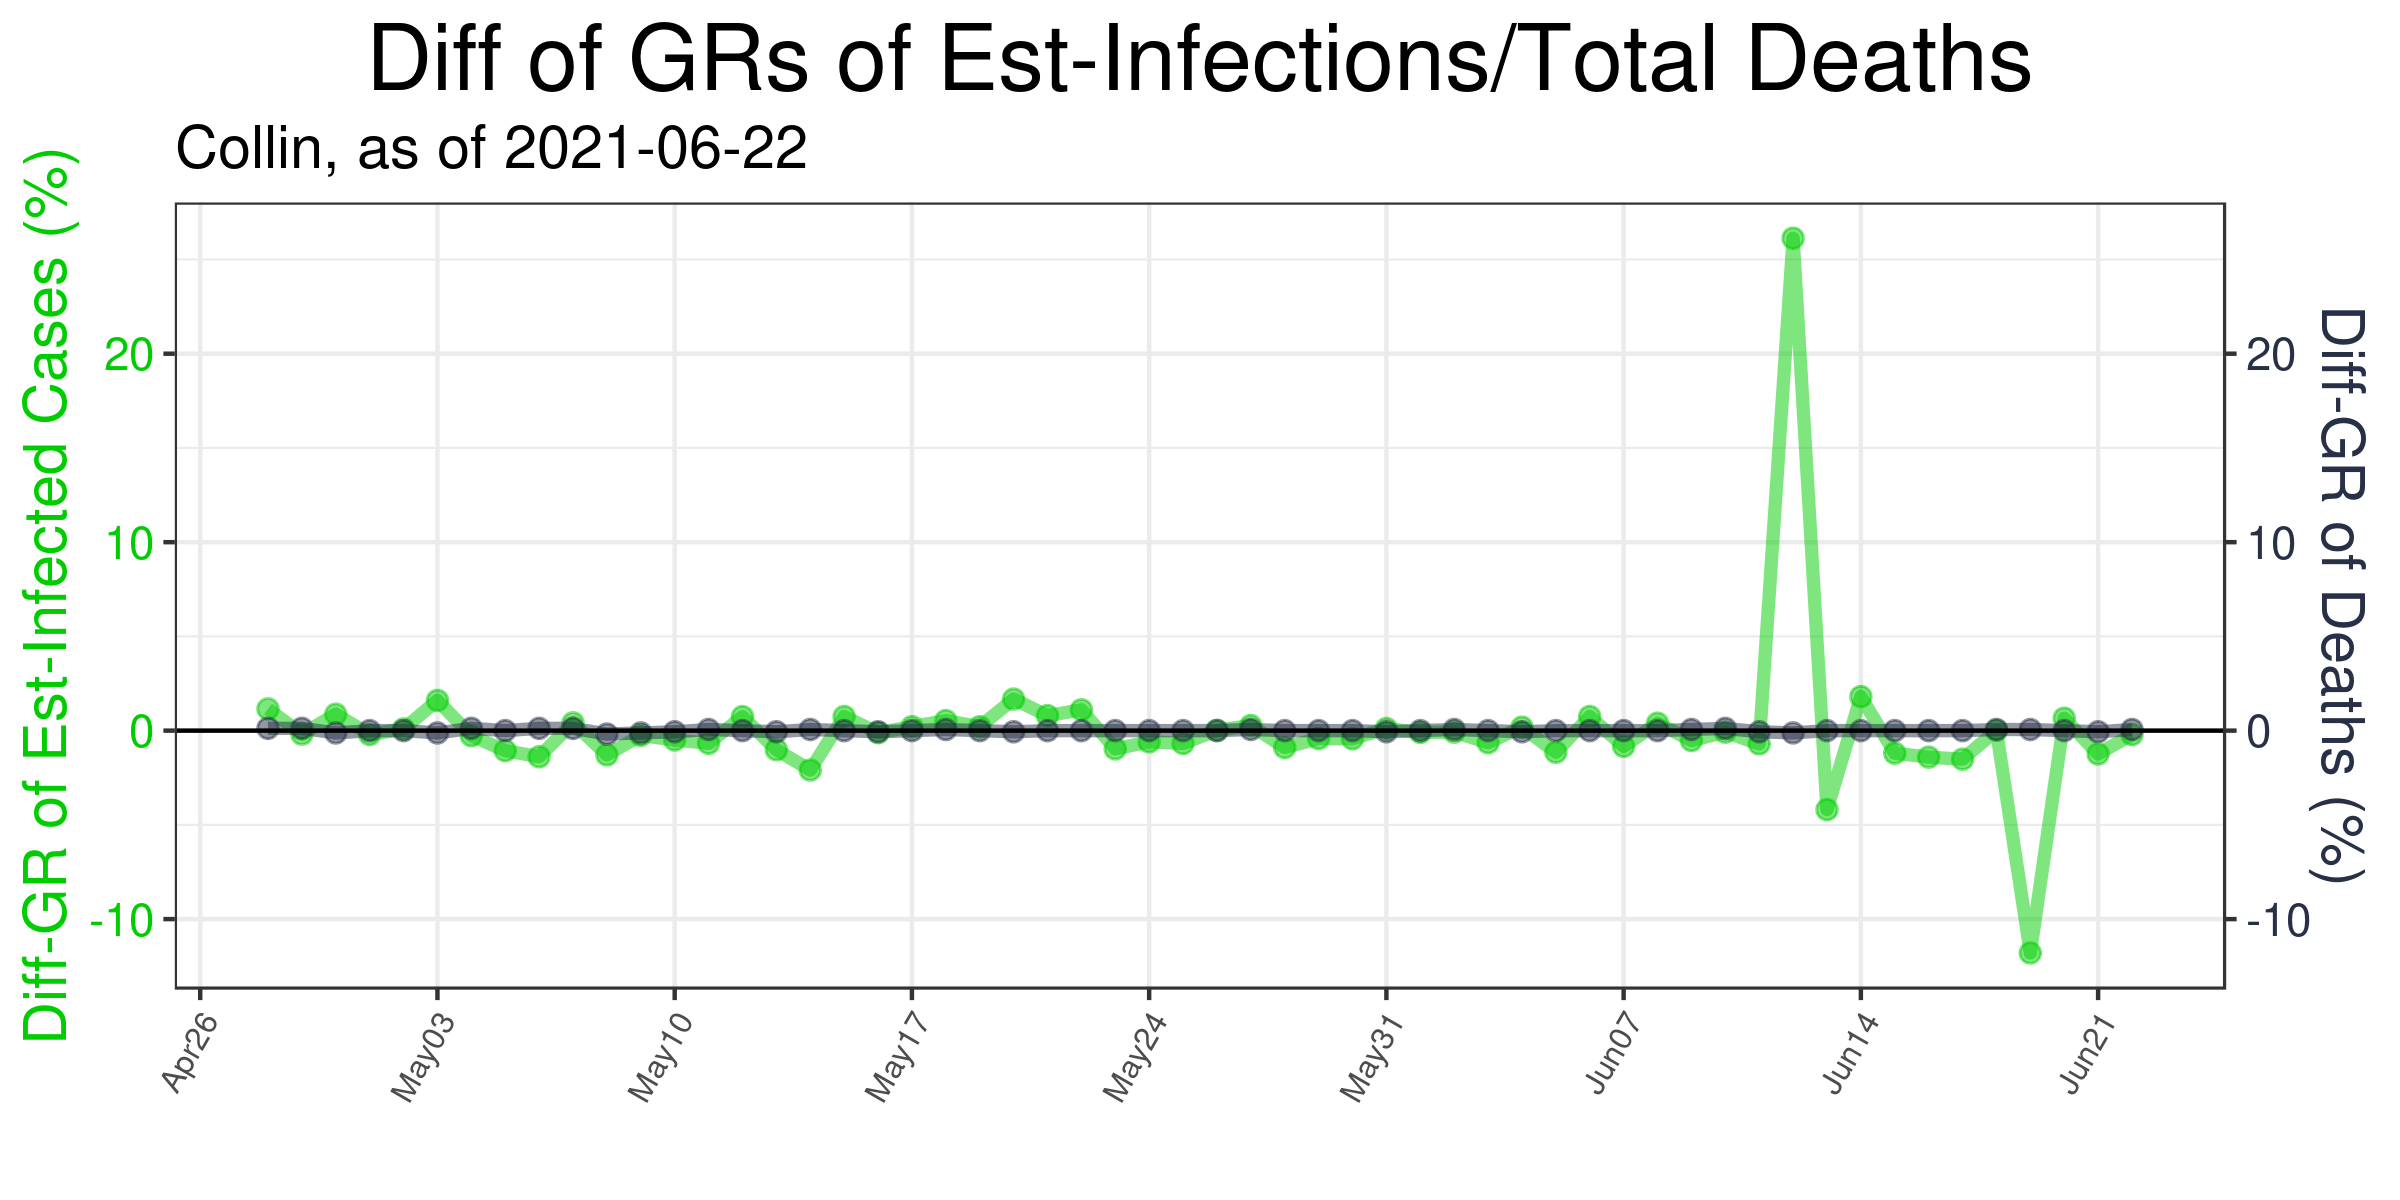 Diff of GRs of Est-Infections/Total Deaths
Collin, as of 2021-06-22
Diff-GR of Est-Infected Cases (%)
20
10
0
-10
20
10
0
-10
Diff-GR of Deaths (%)
Apr26
May03
May10
May17
May24
May31
Jun07
Jun14
Jun21